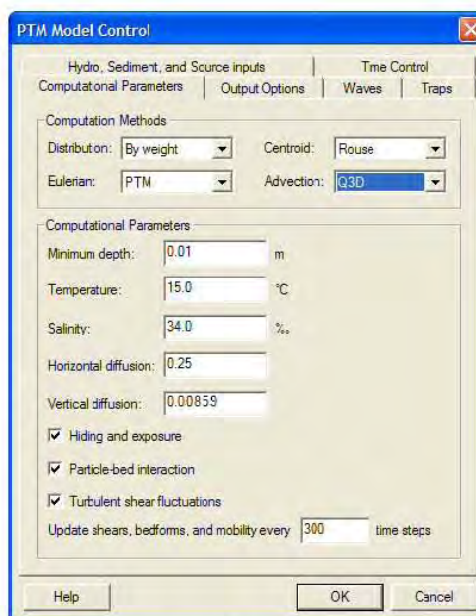 PTM Model Control
Hydro, Sediment, and Source inputs Time Control
Computational Parameters Output Options Waves Traps
Computation Methods
Distribution: By weight Centroid: Rouse
Eulerian: PTM Advection: Q3D
Computational Parameters
Minimum depth: 0.01 m
Temperature: 15.0 °C
Salinity: 34.0 ‰
Horizontal diffusion: 0.25
Vertical diffusion: 0.00859
Hiding and exposure
Particle-bed interaction
Turbulent shear fluctuations
Update shears, bedforms, and mobility every 300 time steps
Help OK Cancel